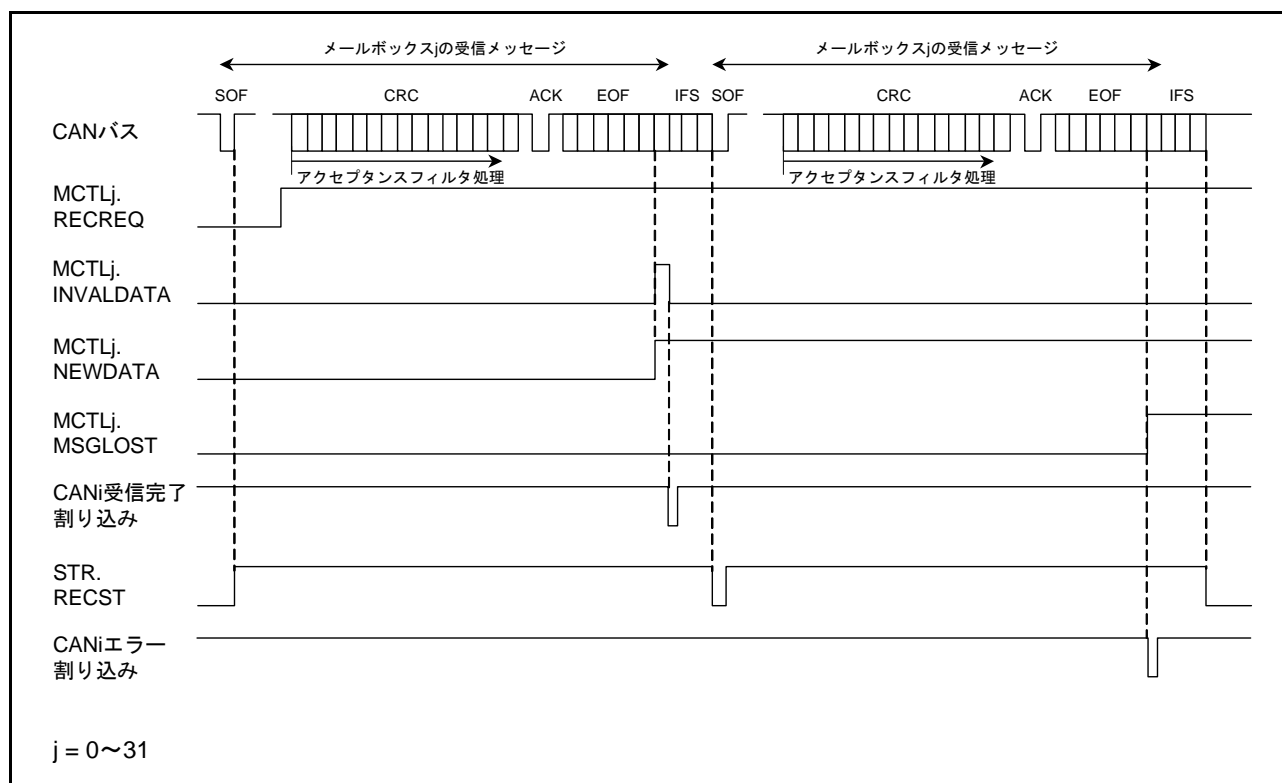 メールボックスjの受信メッセージ メールボックスjの受信メッセージ
SOF CRC ACK EOF IFS SOF CRC ACK EOF IFS
CANバス
アクセプタンスフィルタ処理 アクセプタンスフィルタ処理
MCTLj.
RECREQ
MCTLj.
INVALDATA
MCTLj.
NEWDATA
MCTLj.
MSGLOST
CANi受信完了
割り込み
STR.
RECST
CANiエラー
割り込み
j = 0〜31